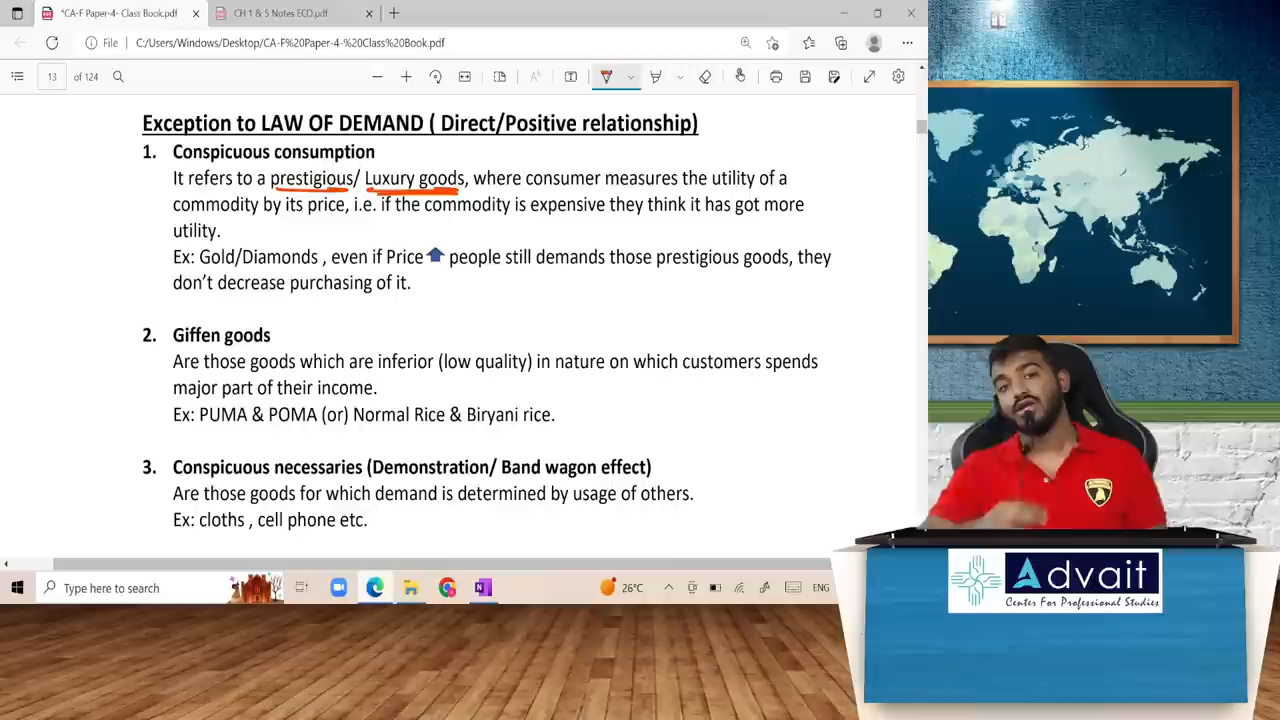 *CA-F Paper-4- Class Book.pdf
CH 1 & 5 Notes ECO.pdf
File
C:/Users/Windows/Desktop/CA-F%20Paper-4-%20Class%20Book.pdf
13 of 124
Exception to LAW OF DEMAND ( Direct/Positive relationship)
1. Conspicuous consumption
It refers to a prestigious/ Luxury goods, where consumer measures the utility of a
commodity by its price, i.e. if the commodity is expensive they think it has got more
utility.
Ex: Gold/Diamonds , even if Price people still demands those prestigious goods, they
don’t decrease purchasing of it.
2. Giffen goods
Are those goods which are inferior (low quality) in nature on which customers spends
major part of their income.
Ex: PUMA & POMA (or) Normal Rice & Biryani rice.
3. Conspicuous necessaries (Demonstration/ Band wagon effect)
Are those goods for which demand is determined by usage of others.
Ex: cloths , cell phone etc.
Type here to search
26°C
ENG
Advait
Center For Professional Studies